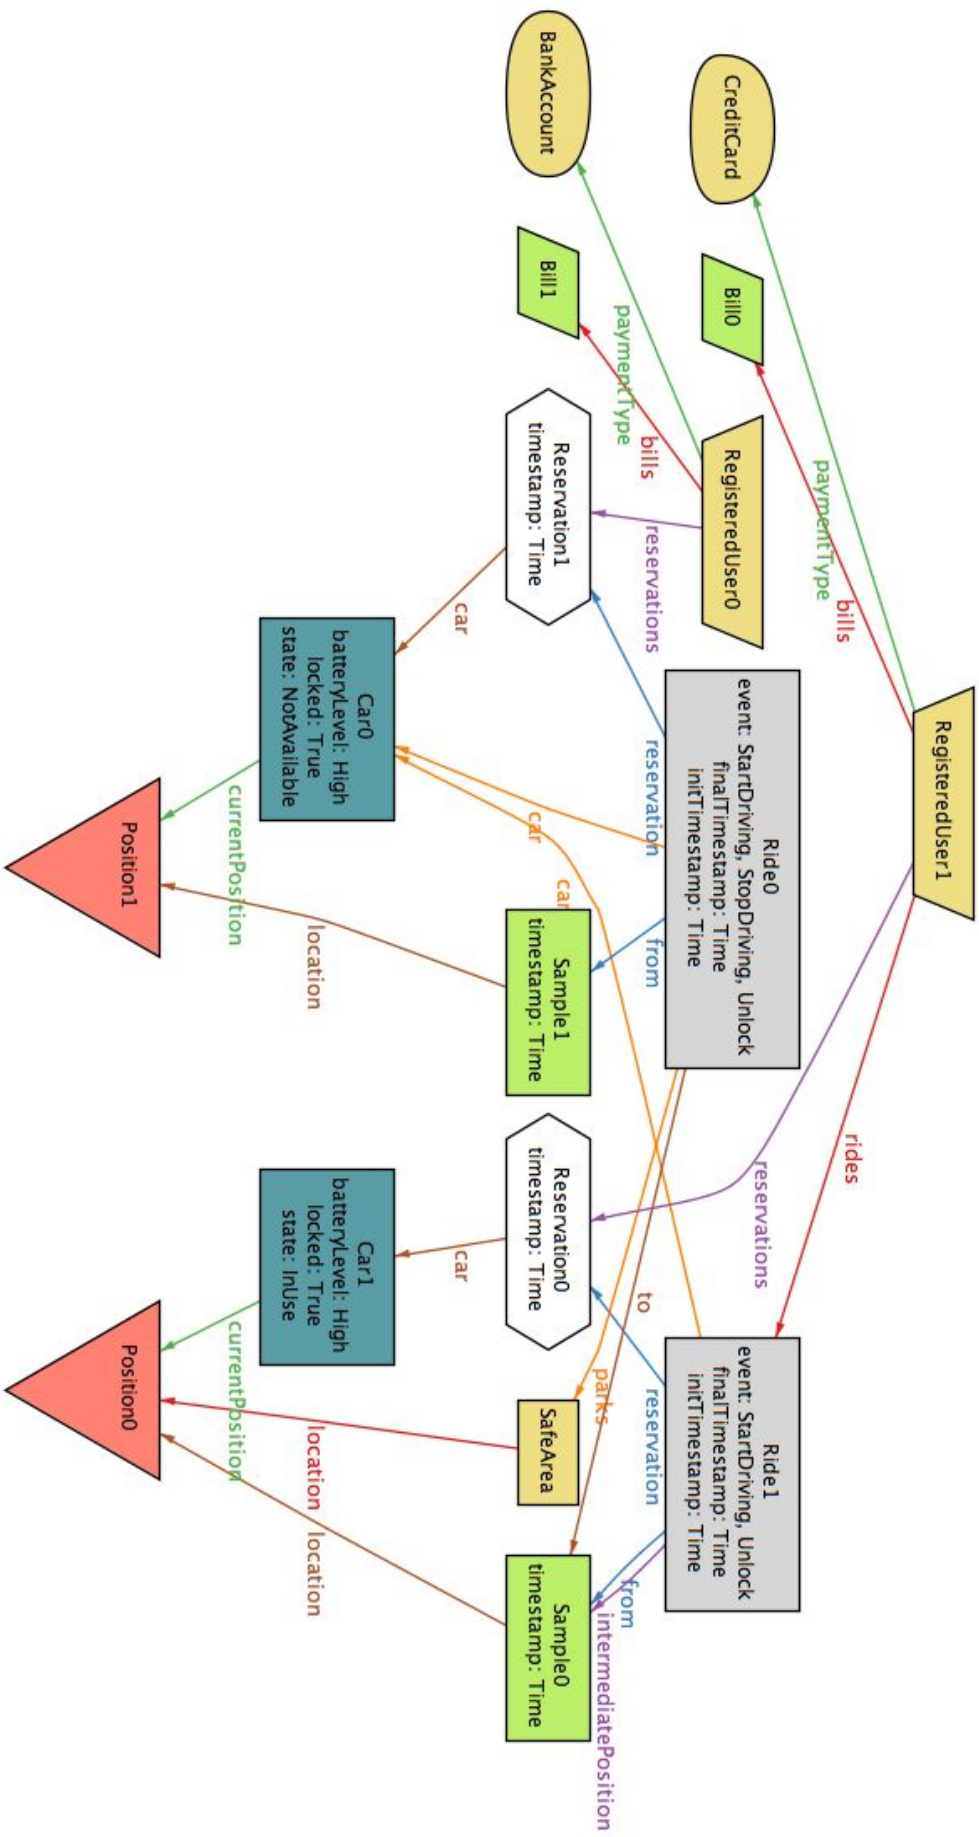 RegisteredUser1
paymentType
bills
rides
reservations
CreditCard
Bill0
RegisteredUser0
Ride0
event: StartDriving, StopDriving, Unlock
finalTimestamp: Time
initTimestamp: Time
Ride1
event: StartDriving, Unlock
finalTimestamp: Time
initTimestamp: Time
paymentType
bills
reservations
reservation
car
car
from
to
parks
reservation
from
intermediatePosition
BankAccount
Bill1
Reservation1
timestamp: Time
Sample1
timestamp: Time
Reservation0
timestamp: Time
SafeArea
Sample0
timestamp: Time
car
car
Car0
batteryLevel: High
locked: True
state: NotAvailable
Car1
batteryLevel: High
locked: True
state: InUse
location
location
location
currentPosition
currentPosition
Position1
Position0